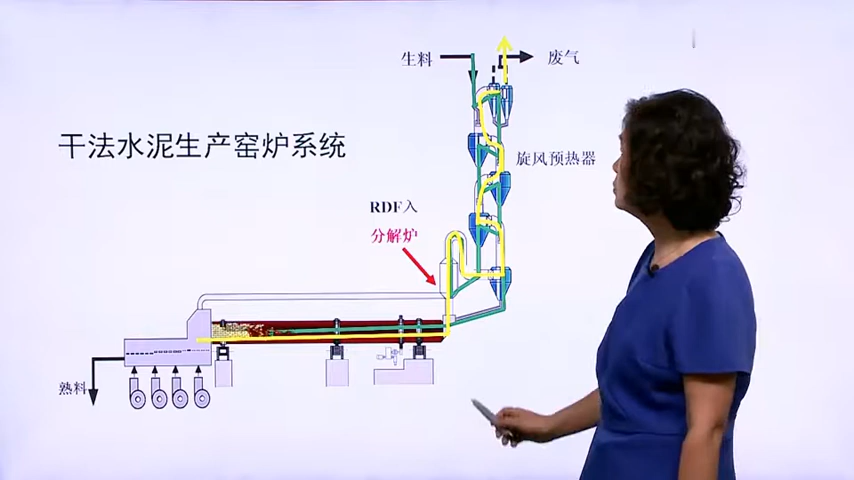 生料
废气
干法水泥生产窑炉系统
旋风预热器
RDF入
分解炉
熟料